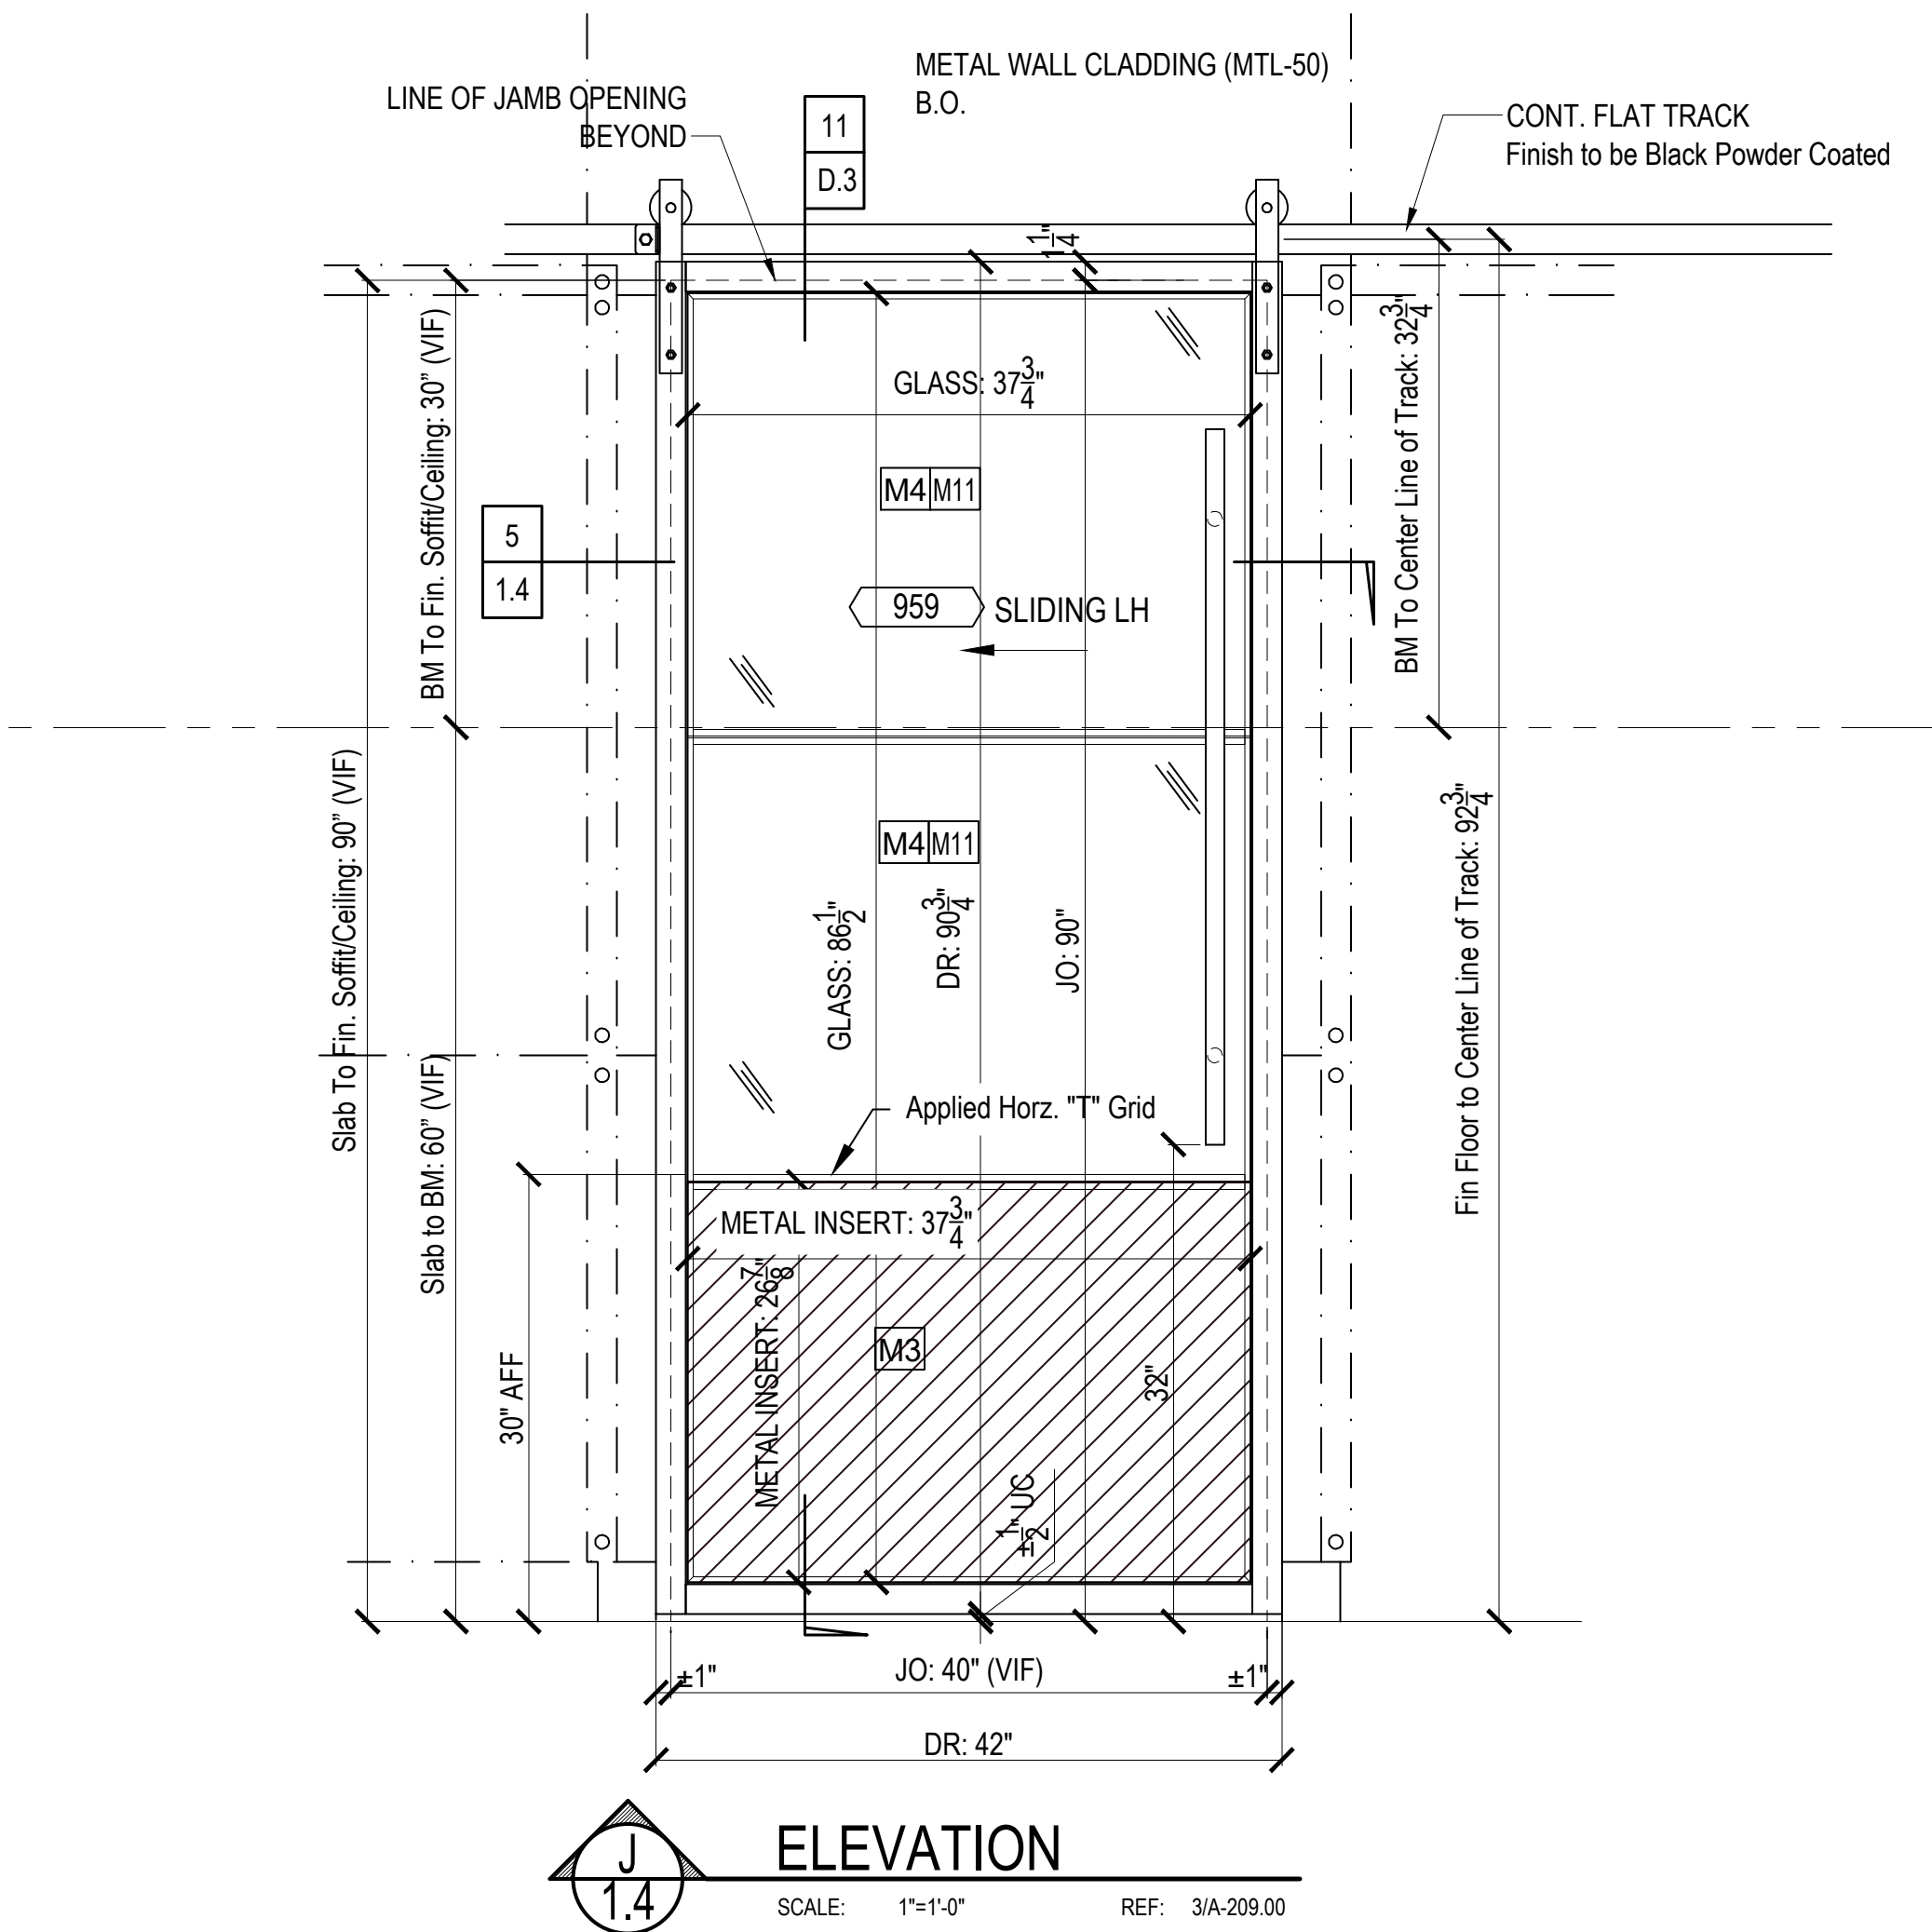 METAL WALL CLADDING (MTL-50)
B.O.
LINE OF JAMB OPENING
BEYOND
11
D.3
CONT. FLAT TRACK
Finish to be Black Powder Coated
1 1/4"
BM To Fin. Soffit/Ceiling: 30” (VIF)
GLASS: 37 3/4"
BM To Center Line of Track: 32 3/4"
M4 M11
5
1.4
959 SLIDING LH
Slab To Fin. Soffit/Ceiling: 90” (VIF)
M4 M11
GLASS: 86 1/2"
DR: 90 3/4"
JO: 90"
Fin Floor to Center Line of Track: 92 3/4"
Slab to BM: 60” (VIF)
Applied Horz. "T" Grid
METAL INSERT: 37 3/4"
METAL INSERT: 26 7/8"
M3
30" AFF
32"
±1/2" UC
±1"
JO: 40" (VIF)
±1"
DR: 42"
J
1.4
ELEVATION
SCALE: 1"=1'-0"
REF: 3/A-209.00